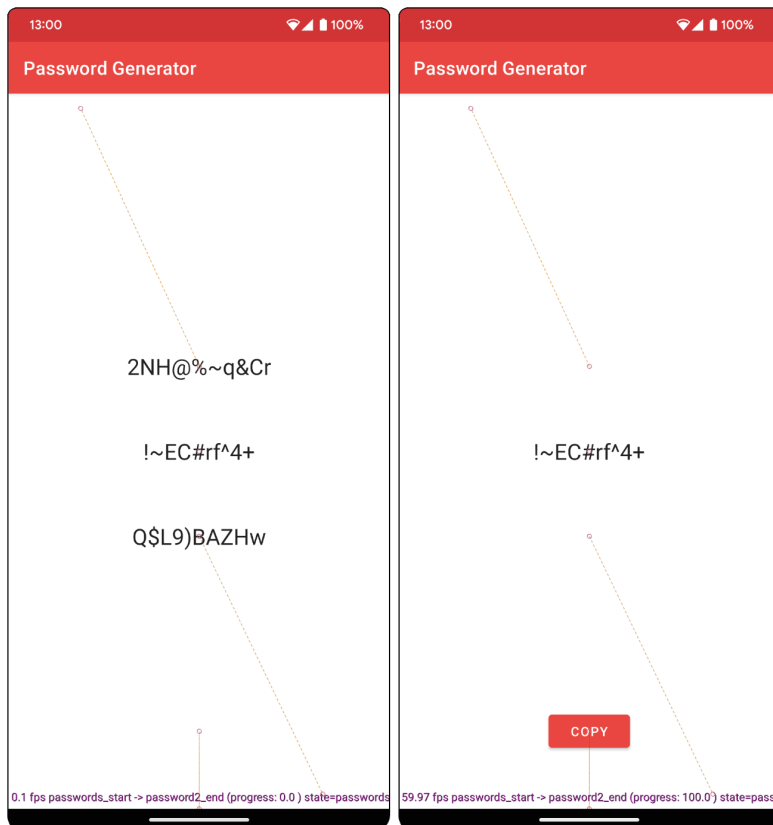 13:00
100%
Password Generator
2NH@%~q&Cr
!~EC#rf^4+
Q$L9)BAZHw
0.1 fps passwords_start -> password2_end (progress: 0.0 ) state=passwords
13:00
100%
Password Generator
!~EC#rf^4+
COPY
59.97 fps passwords_start -> password2_end (progress: 100.0 ) state=pass